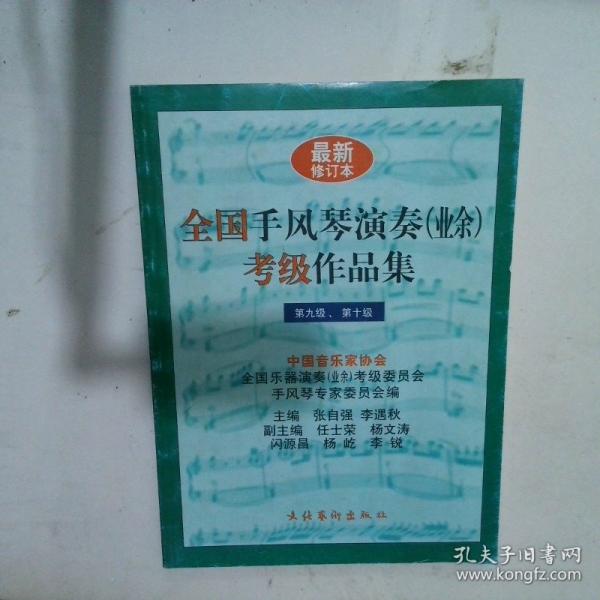 最新
修订本
全国手风琴演奏(业余)
考级作品集
第九级、第十级
中国音乐家协会
全国乐器演奏(业余)考级委员会
手风琴专家委员会编
主编 张自强 李遇秋
副主编 任士荣 杨文涛
闪源昌 杨屹 李锐
文化艺術出版社
孔夫子旧书网
www.kongfz.com